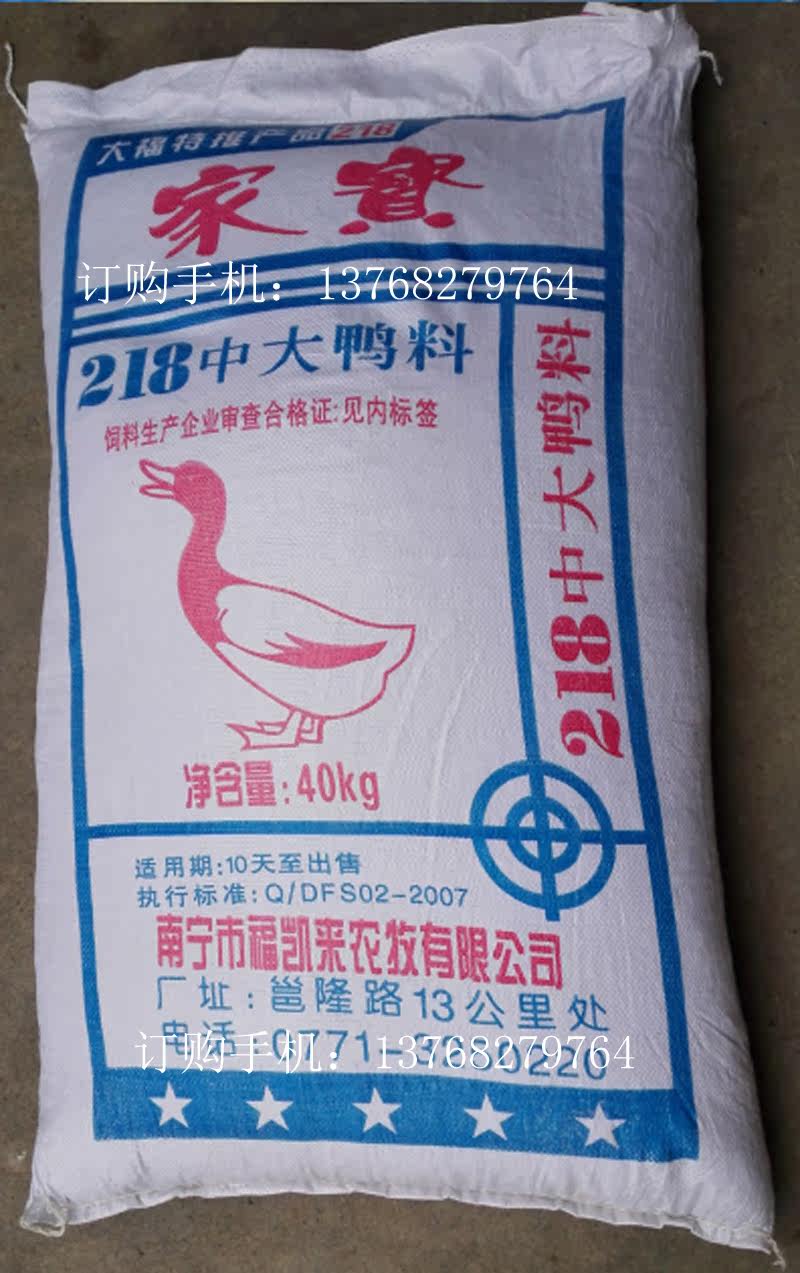 大福特推产品218
家寳
订购手机：13768279764
218中大鸭料
饲料生产企业审查合格证:见内标签
218中大鸭料
净含量:40kg
适用期:10天至出售
执行标准:Q/DFS02-2007
南宁市福凯来农牧有限公司
厂址:邕隆路13公里处
电话:0771-
订购手机：13768279764